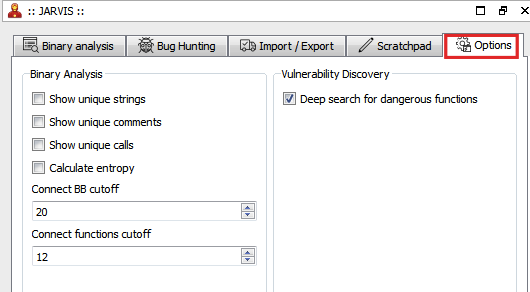 :: JARVIS ::
Binary analysis Bug Hunting Import / Export Scratchpad Options
Binary Analysis
Show unique strings
Show unique comments
Show unique calls
Calculate entropy
Connect BB cutoff
20
Connect functions cutoff
12
Vulnerability Discovery
Deep search for dangerous functions